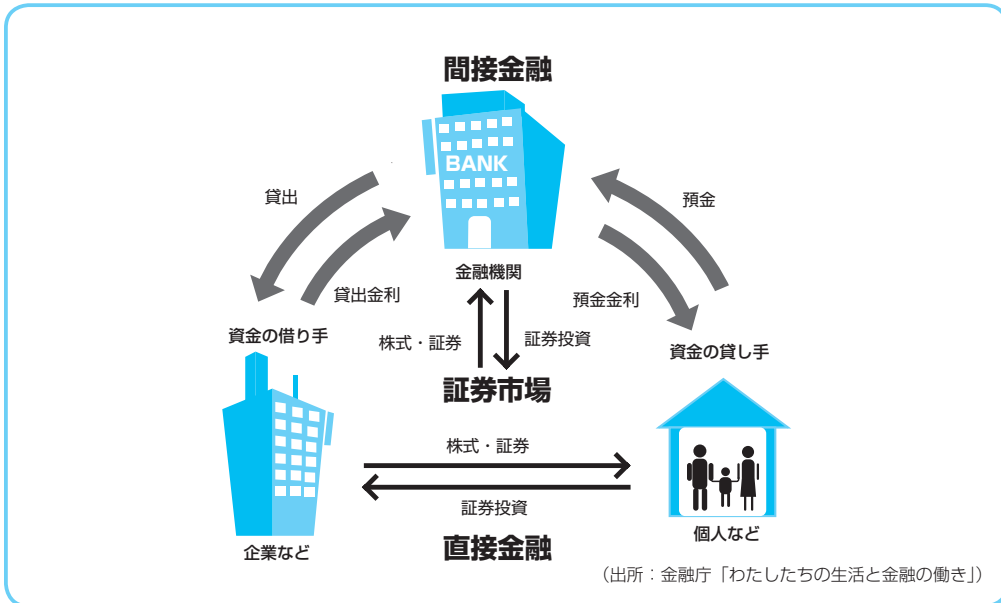 間接金融
BANK
貸出
預金
金融機関
貸出金利
預金金利
資金の借り手
株式・証券
証券投資
資金の貸し手
証券市場
株式・証券
証券投資
企業など
直接金融
個人など
(出所:金融庁「わたしたちの生活と金融の働き」)